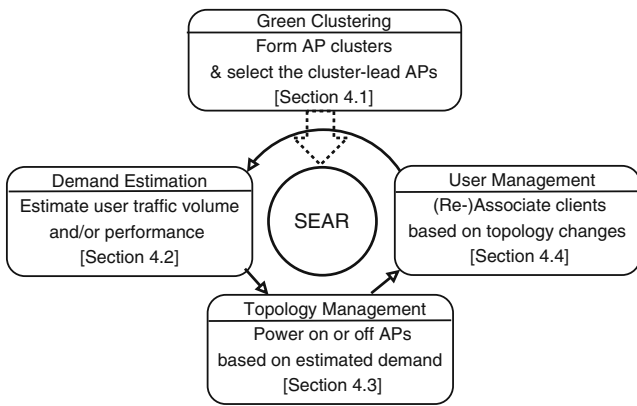 Green Clustering
Form AP clusters
& select the cluster-lead APs
[Section 4.1]
Demand Estimation
Estimate user traffic volume
and/or performance
[Section 4.2]
SEAR
User Management
(Re-)Associate clients
based on topology changes
[Section 4.4]
Topology Management
Power on or off APs
based on estimated demand
[Section 4.3]